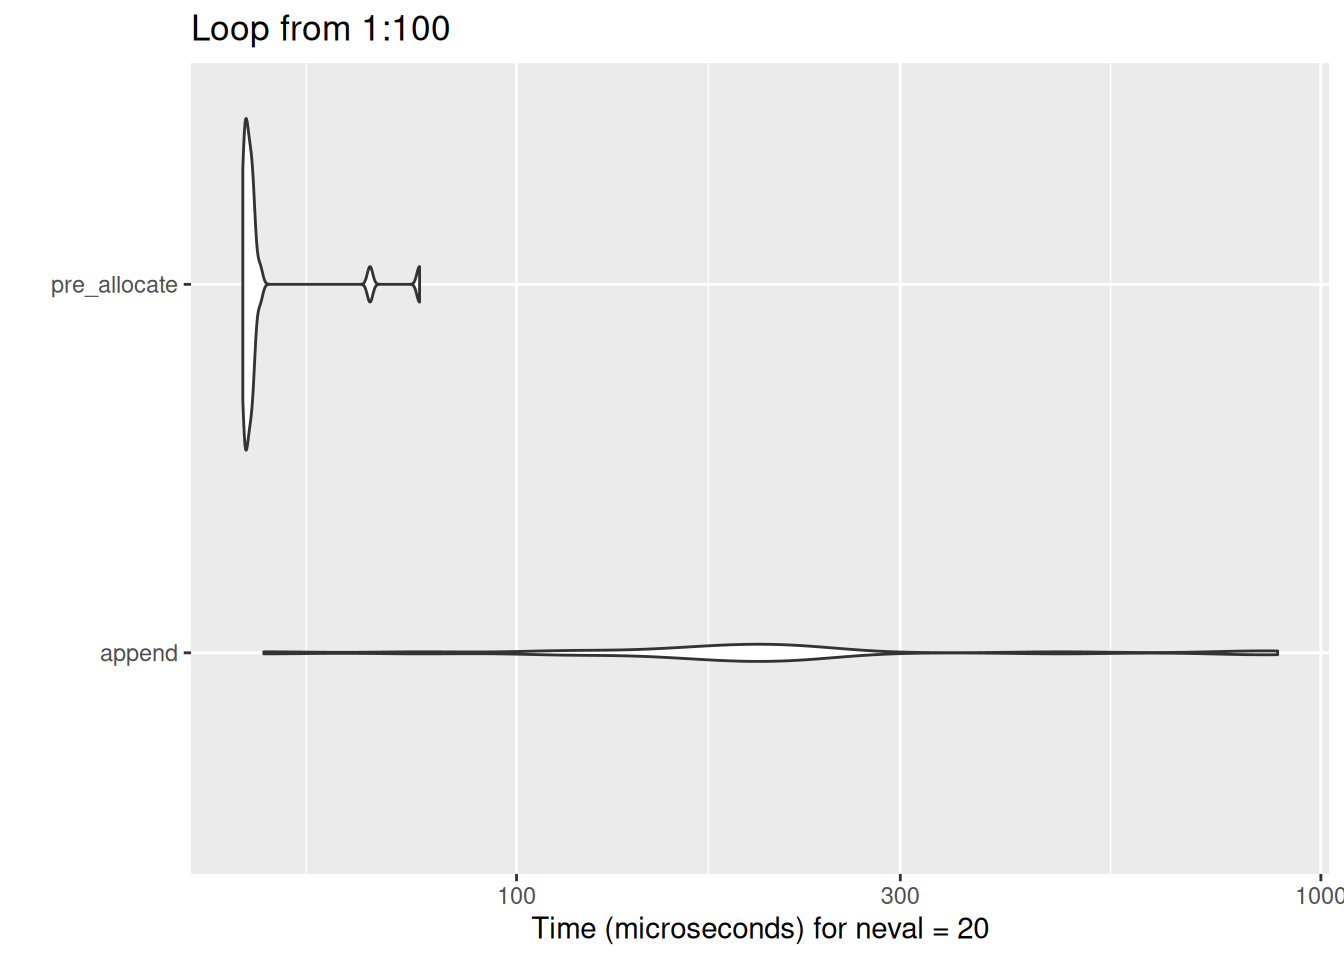 Loop from 1:100
pre_allocate
append
100
300
1000
Time (microseconds) for neval = 20